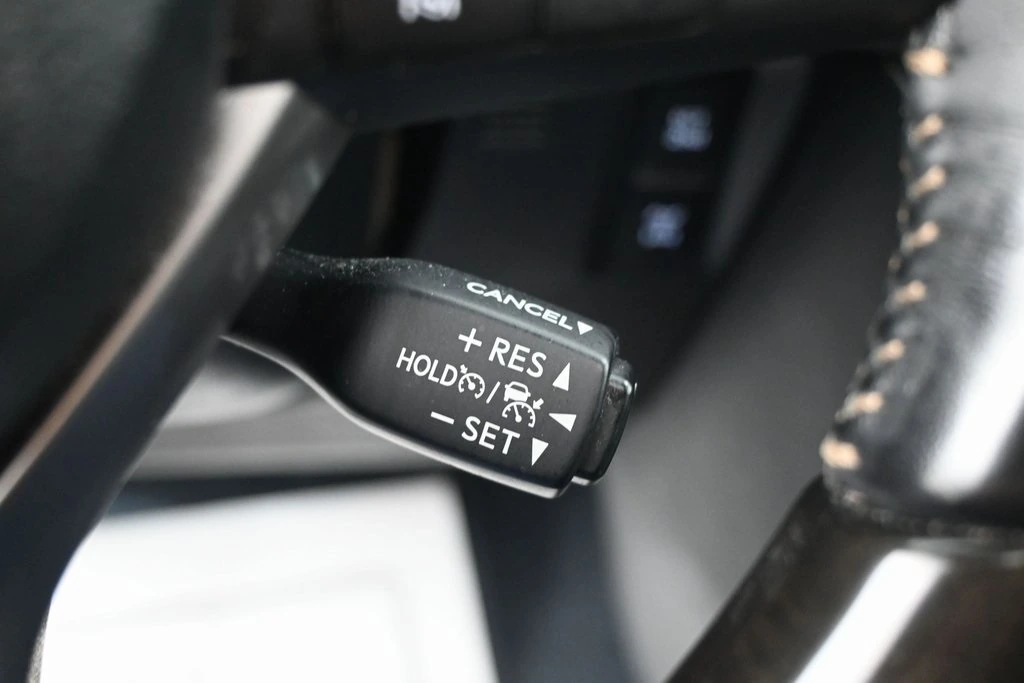 CANCEL▼
+ RES ▲
HOLD / ◀
− SET ▼